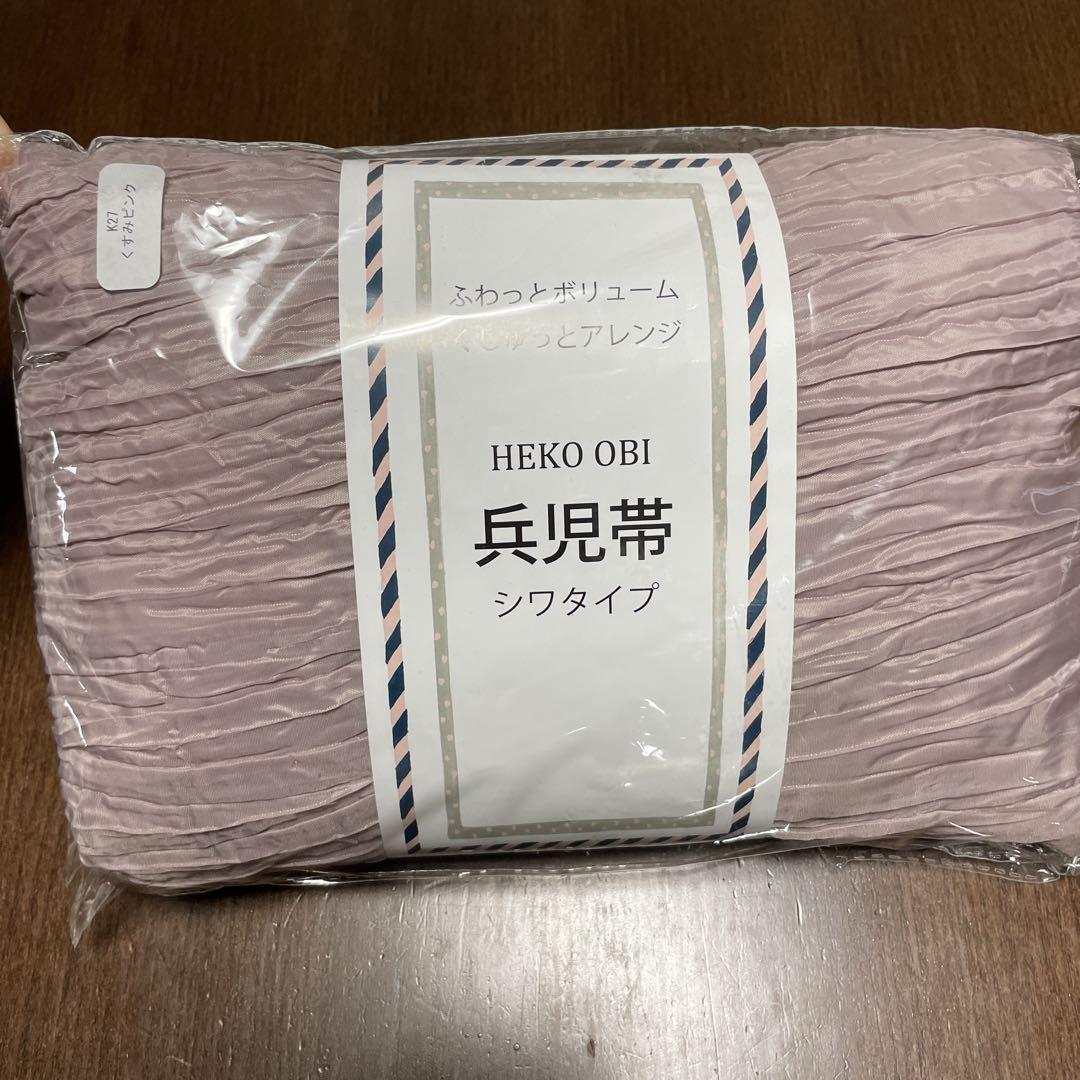 K27
くすみピンク
ふわっとボリューム
くしゅっとアレンジ
HEKO OBI
兵児帯
シワタイプ